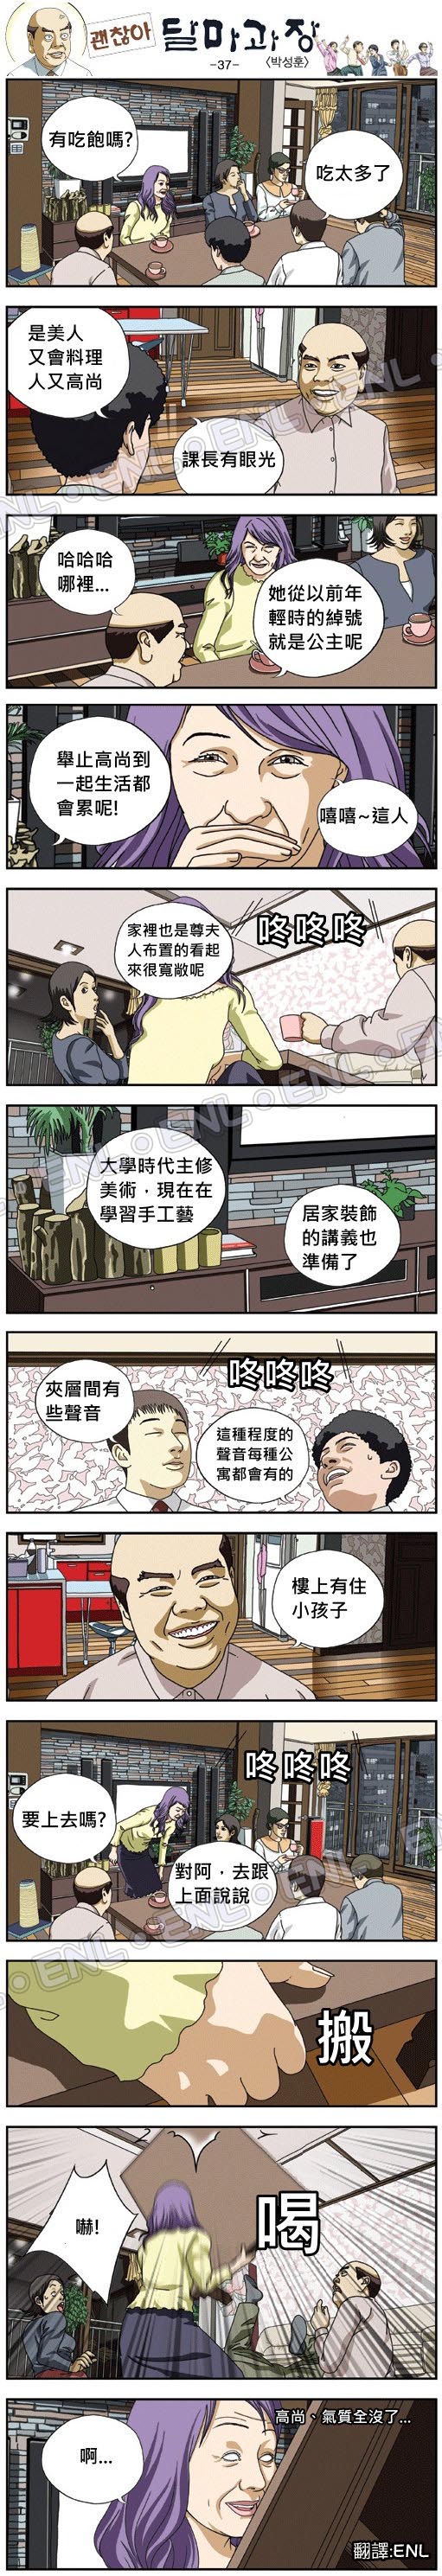 괜찮아 달마과장
-37- 〈박성훈〉
有吃飽嗎?
吃太多了
是美人
又會料理
人又高尚
課長有眼光
哈哈哈
哪裡...
她從以前年
輕時的綽號
就是公主呢
舉止高尚到
一起生活都
會累呢!
嘻嘻~這人
家裡也是尊夫
人布置的看起
來很寬敞呢
咚咚咚
大學時代主修
美術，現在在
學習手工藝
居家裝飾
的講義也
準備了
夾層間有
些聲音
咚咚咚
這種程度的
聲音每種公
寓都會有的
樓上有住
小孩子
咚咚咚
要上去嗎?
對阿，去跟
上面說說
搬
嚇!
喝
啊...
高尚、氣質全沒了...
翻譯:ENL